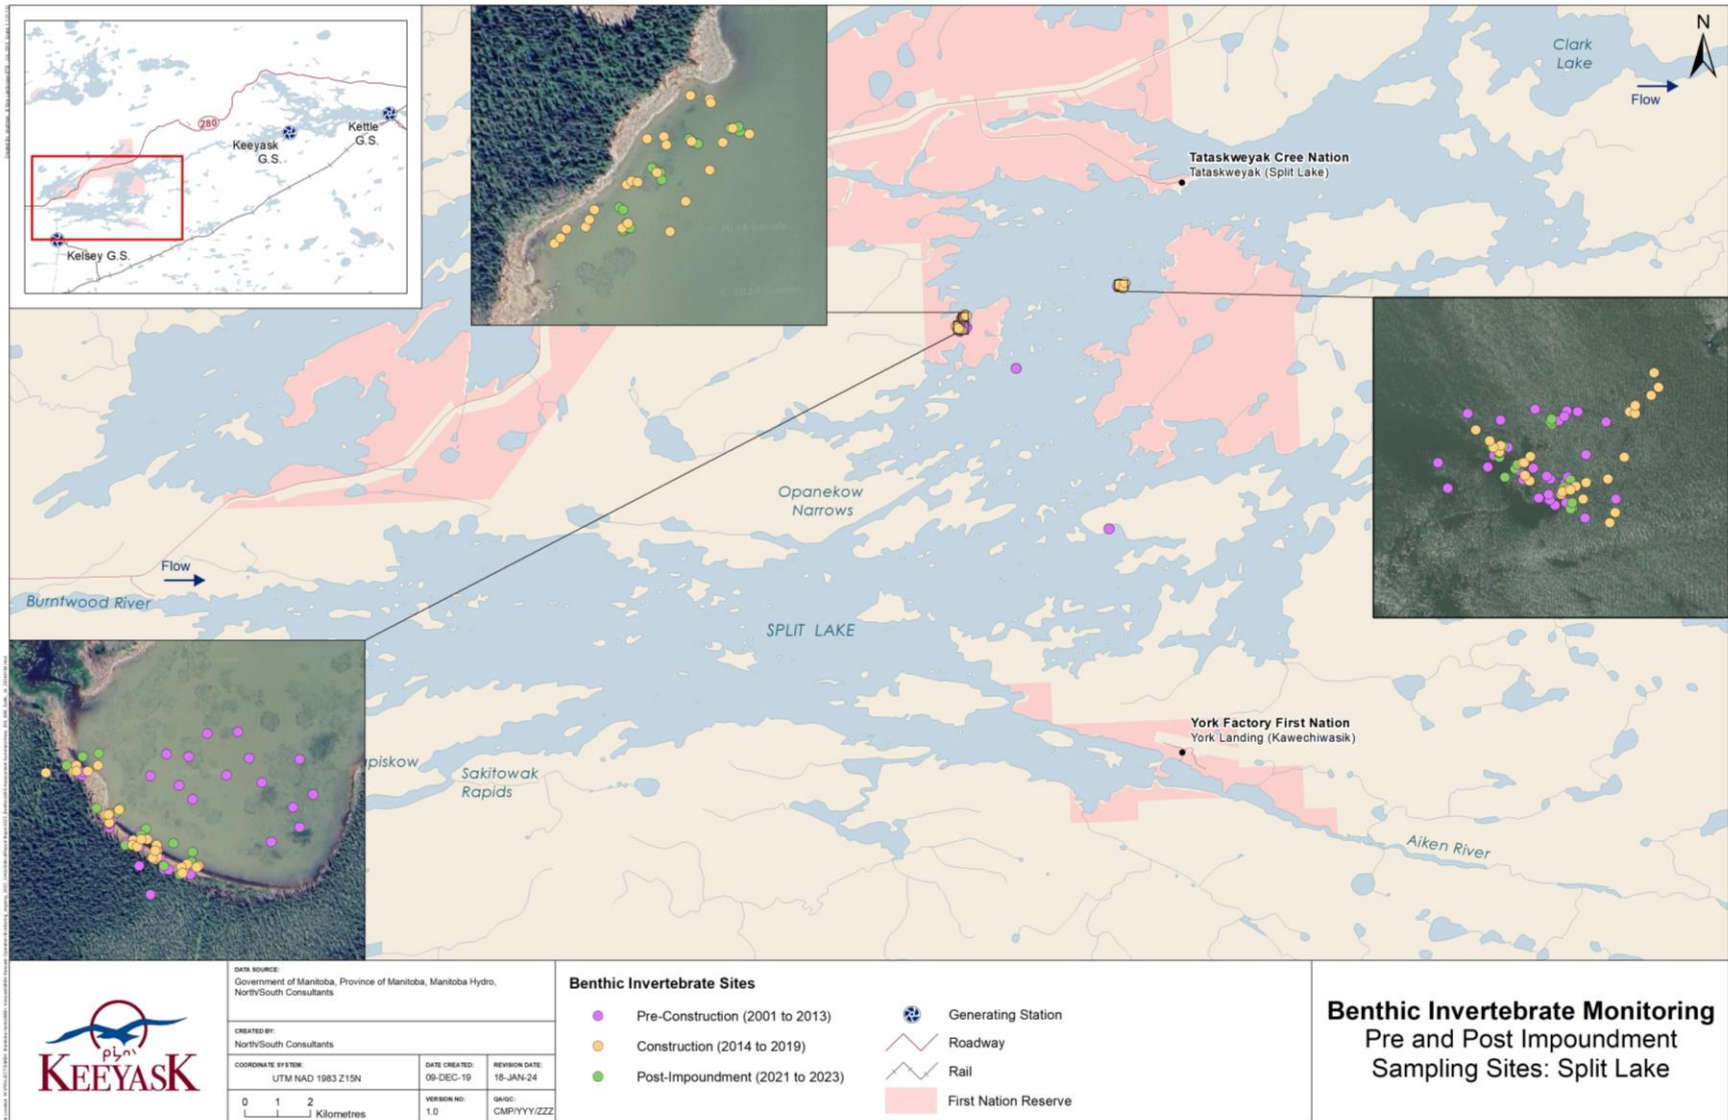 280
Kettle
G.S.
Keeyask
G.S.
Kelsey G.S.
N
Clark
Lake
Flow
Tataskweyak Cree Nation
Tataskweyak (Split Lake)
Opanekow
Narrows
Flow
Burntwood River
SPLIT LAKE
York Factory First Nation
York Landing (Kawechiwasik)
piskow
Sakitowak
Rapids
Aiken River
KEEYASK
DATA SOURCE:
Government of Manitoba, Province of Manitoba, Manitoba Hydro,
North/South Consultants
CREATED BY:
North/South Consultants
COORDINATE SYSTEM:
UTM NAD 1983 Z15N
DATE CREATED:
09-DEC-19
REVISION DATE:
18-JAN-24
0 1 2
Kilometres
VERSION NO:
1.0
QA/QC:
CMP/YYY/ZZZ
Benthic Invertebrate Sites
Pre-Construction (2001 to 2013)
Construction (2014 to 2019)
Post-Impoundment (2021 to 2023)
Generating Station
Roadway
Rail
First Nation Reserve
Benthic Invertebrate Monitoring
Pre and Post Impoundment
Sampling Sites: Split Lake